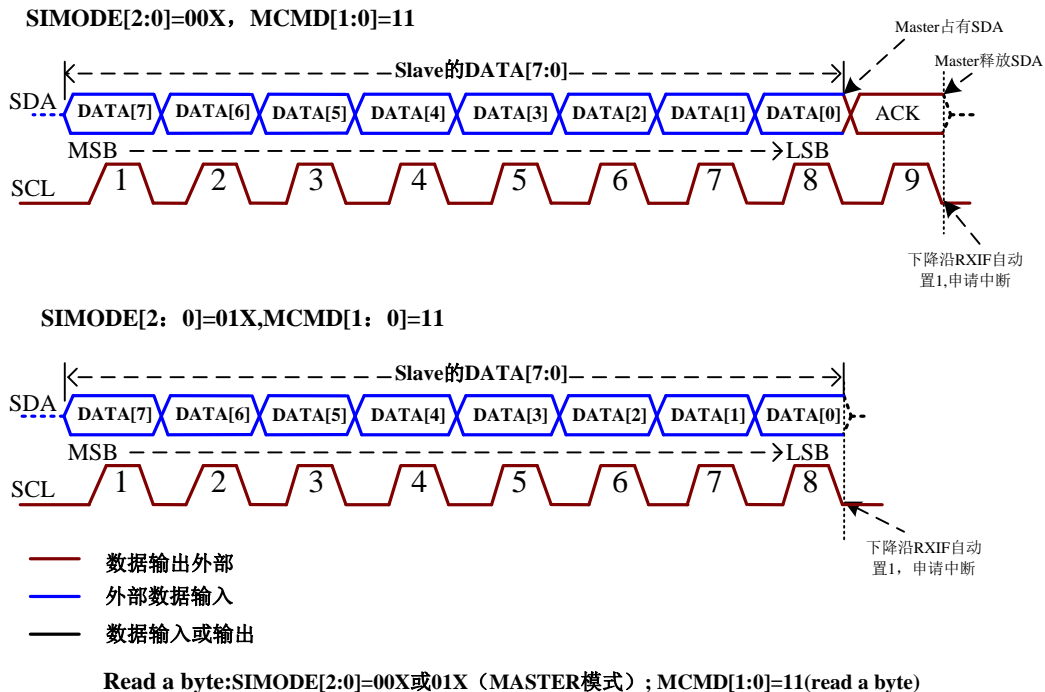 SIMODE[2:0]=00X，MCMD[1:0]=11
Master占有SDA
Master释放SDA
Slave的DATA[7:0]
SDA
DATA[7] DATA[6] DATA[5] DATA[4] DATA[3] DATA[2] DATA[1] DATA[0] ACK
MSB LSB
SCL
1 2 3 4 5 6 7 8 9
下降沿RXIF自动
置1,申请中断
SIMODE[2：0]=01X,MCMD[1：0]=11
Slave的DATA[7:0]
SDA
DATA[7] DATA[6] DATA[5] DATA[4] DATA[3] DATA[2] DATA[1] DATA[0]
MSB LSB
SCL
1 2 3 4 5 6 7 8
下降沿RXIF自动
置1，申请中断
数据输出外部
外部数据输入
数据输入或输出
Read a byte:SIMODE[2:0]=00X或01X（MASTER模式）; MCMD[1:0]=11(read a byte)